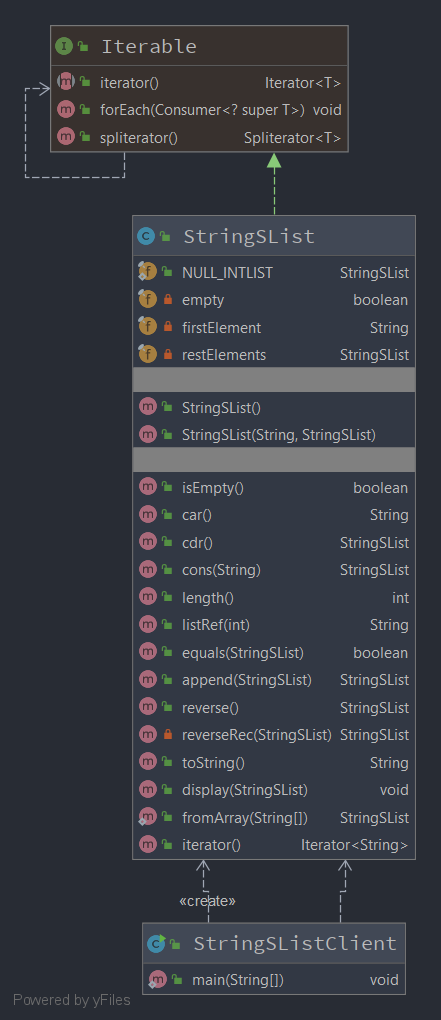 I Iterable
m iterator() Iterator<T>
m forEach(Consumer<? super T>) void
m spliterator() Spliterator<T>
C StringSList
f NULL_INTLIST StringSList
f empty boolean
f firstElement String
f restElements StringSList
m StringSList()
m StringSList(String, StringSList)
m isEmpty() boolean
m car() String
m cdr() StringSList
m cons(String) StringSList
m length() int
m listRef(int) String
m equals(StringSList) boolean
m append(StringSList) StringSList
m reverse() StringSList
m reverseRec(StringSList) StringSList
m toString() String
m display(StringSList) void
m fromArray(String[]) StringSList
m iterator() Iterator<String>
«create»
C StringSListClient
m main(String[]) void
Powered by yFiles